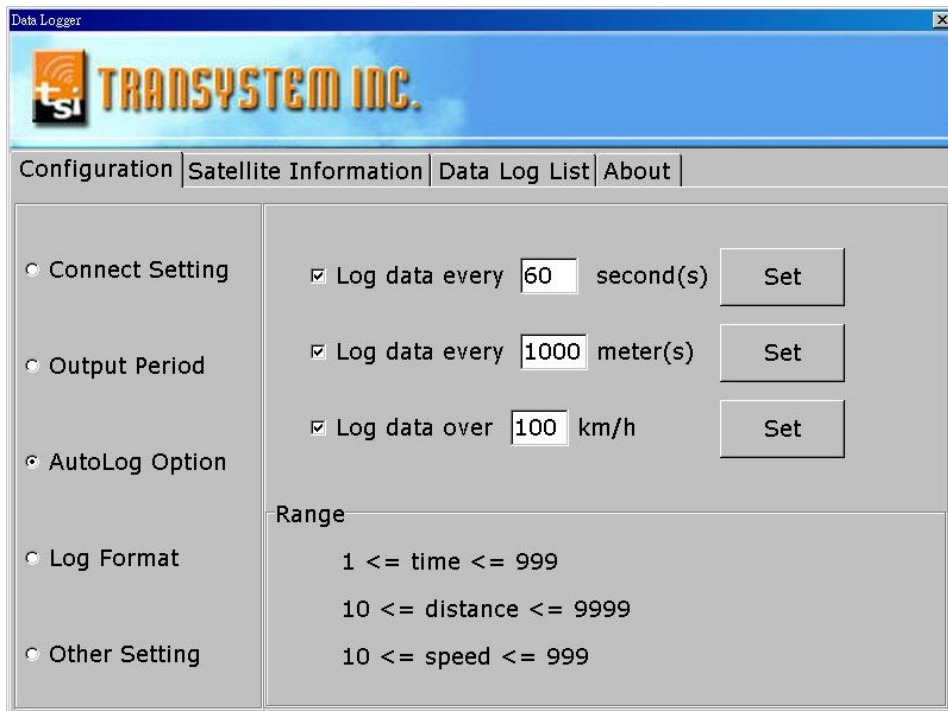 Data Logger
tsi TRANSYSTEM INC.
Configuration Satellite Information Data Log List About
Connect Setting
Output Period
AutoLog Option
Log Format
Other Setting
Log data every 60 second(s) Set
Log data every 1000 meter(s) Set
Log data over 100 km/h Set
Range
1 <= time <= 999
10 <= distance <= 9999
10 <= speed <= 999